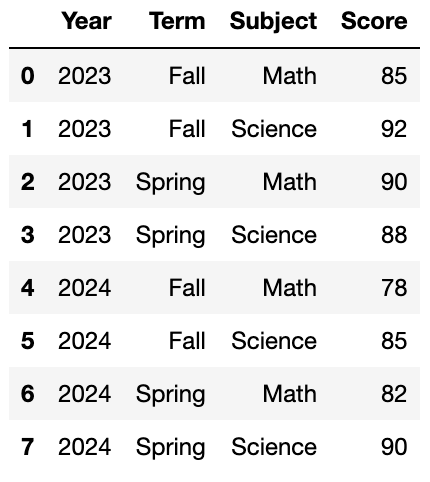 Year Term Subject Score
0 2023 Fall Math 85
1 2023 Fall Science 92
2 2023 Spring Math 90
3 2023 Spring Science 88
4 2024 Fall Math 78
5 2024 Fall Science 85
6 2024 Spring Math 82
7 2024 Spring Science 90